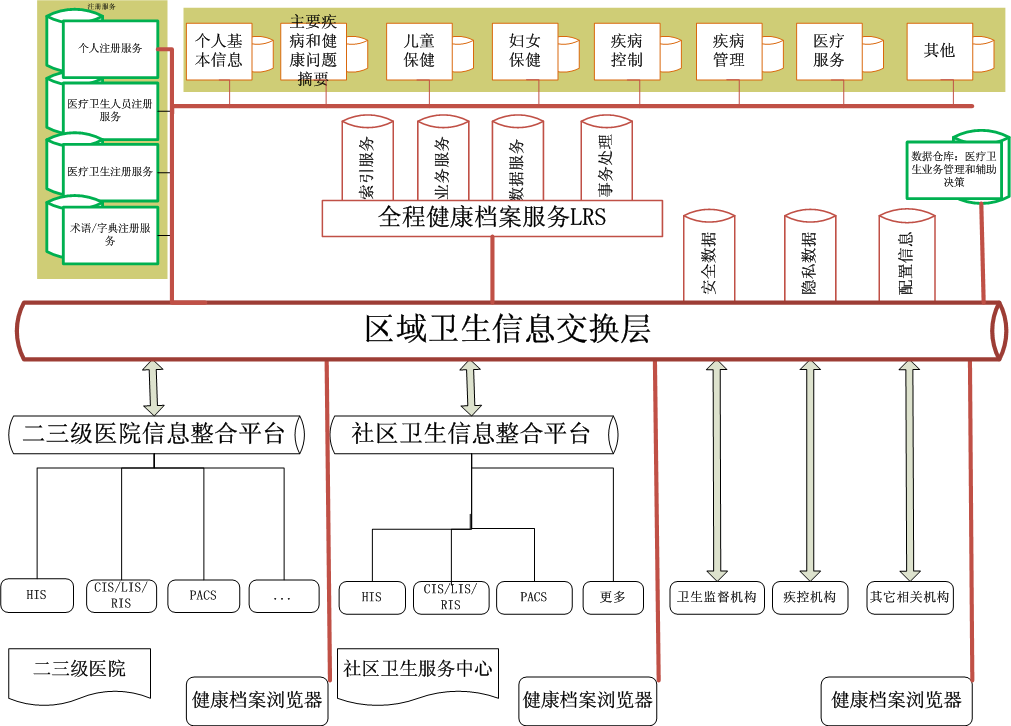 注册服务
个人注册服务
医疗卫生人员注册
服务
医疗卫生注册服务
术语/字典注册服
务
个人基
本信息
主要疾
病和健
康问题
摘要
儿童
保健
妇女
保健
疾病
控制
疾病
管理
医疗
服务
其他
索引服务
业务服务
数据服务
事务处理
全程健康档案服务LRS
数据仓库：医疗卫
生业务管理和辅助
决策
安全数据
隐私数据
配置信息
区域卫生信息交换层
二三级医院信息整合平台
社区卫生信息整合平台
HIS
CIS/LIS/
RIS
PACS
...
HIS
CIS/LIS/
RIS
PACS
更多
卫生监督机构
疾控机构
其它相关机构
二三级医院
社区卫生服务中心
健康档案浏览器
健康档案浏览器
健康档案浏览器